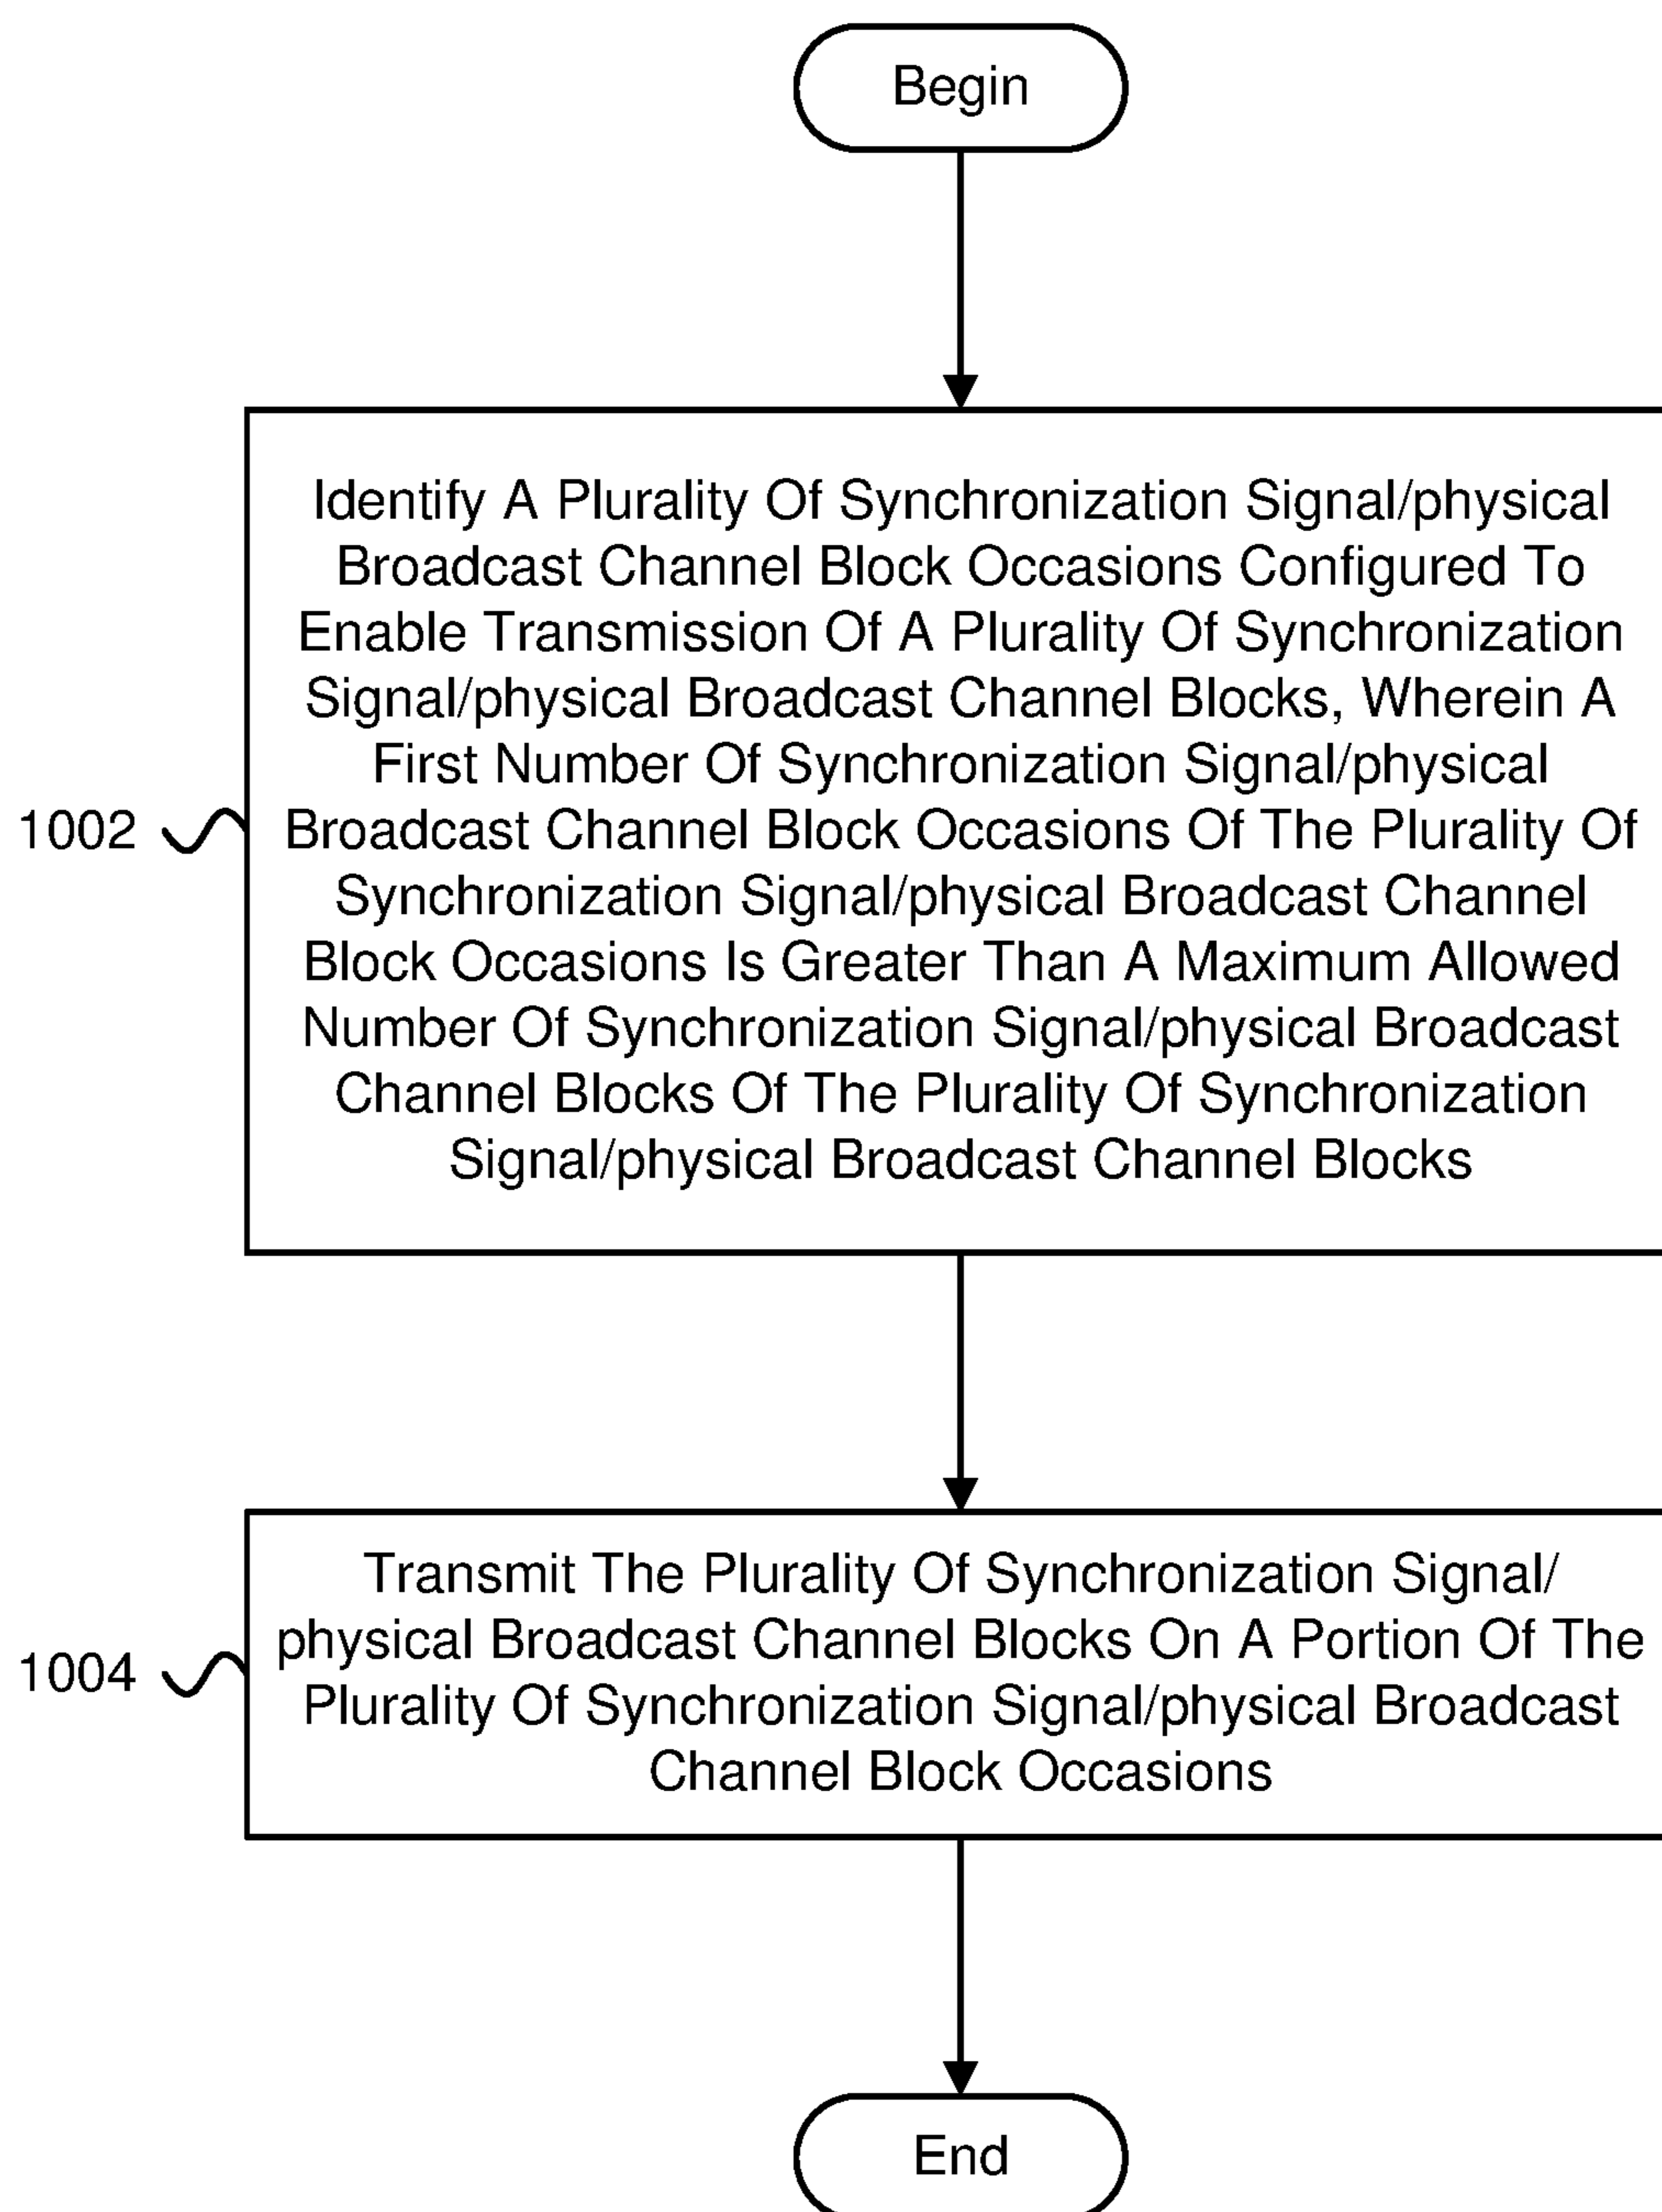 Begin
Identify A Plurality Of Synchronization Signal/physical
Broadcast Channel Block Occasions Configured To
Enable Transmission Of A Plurality Of Synchronization
Signal/physical Broadcast Channel Blocks, Wherein A
First Number Of Synchronization Signal/physical
1002
Broadcast Channel Block Occasions Of The Plurality Of
Synchronization Signal/physical Broadcast Channel
Block Occasions Is Greater Than A Maximum Allowed
Number Of Synchronization Signal/physical Broadcast
Channel Blocks Of The Plurality Of Synchronization
Signal/physical Broadcast Channel Blocks
Transmit The Plurality Of Synchronization Signal/
physical Broadcast Channel Blocks On A Portion Of The
1004
Plurality Of Synchronization Signal/physical Broadcast
Channel Block Occasions
End